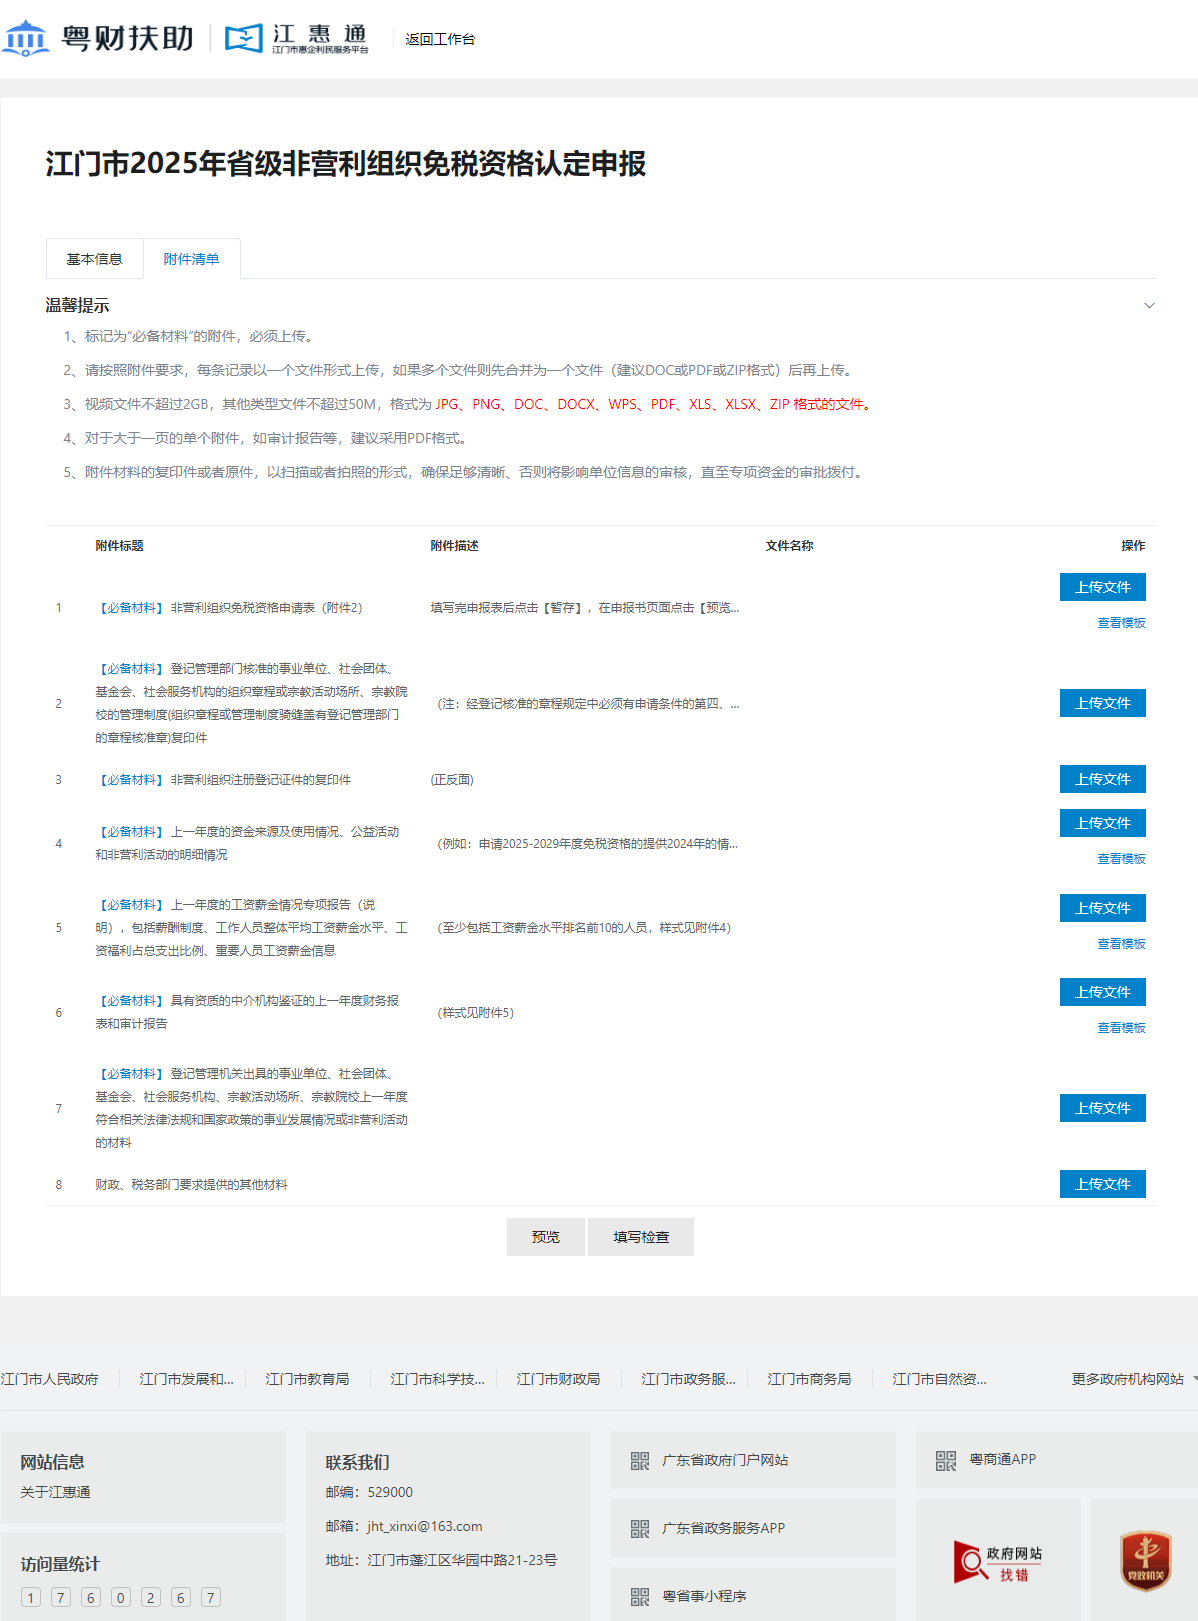 粤财扶助
江惠通
江门市惠企利民服务平台
返回工作台
江门市2025年省级非营利组织免税资格认定申报
基本信息
附件清单
温馨提示
1、标记为“必备材料”的附件，必须上传。
2、请按照附件要求，每条记录以一个文件形式上传，如果多个文件则先合并为一个文件（建议DOC或PDF或ZIP格式）后再上传。
3、视频文件不超过2GB，其他类型文件不超过50M，格式为 JPG、PNG、DOC、DOCX、WPS、PDF、XLS、XLSX、ZIP 格式的文件。
4、对于大于一页的单个附件，如审计报告等，建议采用PDF格式。
5、附件材料的复印件或者原件，以扫描或者拍照的形式，确保足够清晰、否则将影响单位信息的审核，直至专项资金的审批拨付。
附件标题 附件描述 文件名称 操作
1 【必备材料】 非营利组织免税资格申请表（附件2） 填写完申报表后点击【暂存】，在申报书页面点击【预览... 上传文件
查看模板
2 【必备材料】 登记管理部门核准的事业单位、社会团体、
基金会、社会服务机构的组织章程或宗教活动场所、宗教院
校的管理制度(组织章程或管理制度骑缝盖有登记管理部门
的章程核准章)复印件
（注：经登记核准的章程规定中必须有申请条件的第四、... 上传文件
3 【必备材料】 非营利组织注册登记证件的复印件 (正反面) 上传文件
4 【必备材料】 上一年度的资金来源及使用情况、公益活动
和非营利活动的明细情况
（例如：申请2025-2029年度免税资格的提供2024年的情... 上传文件
查看模板
5 【必备材料】 上一年度的工资薪金情况专项报告（说
明），包括薪酬制度、工作人员整体平均工资薪金水平、工
资福利占总支出比例、重要人员工资薪金信息
（至少包括工资薪金水平排名前10的人员，样式见附件4） 上传文件
查看模板
6 【必备材料】 具有资质的中介机构鉴证的上一年度财务报
表和审计报告
（样式见附件5） 上传文件
查看模板
7 【必备材料】 登记管理机关出具的事业单位、社会团体、
基金会、社会服务机构、宗教活动场所、宗教院校上一年度
符合相关法律法规和国家政策的事业发展情况或非营利活动
的材料
上传文件
8 财政、税务部门要求提供的其他材料 上传文件
预览 填写检查
江门市人民政府 江门市发展和... 江门市教育局 江门市科学技... 江门市财政局 江门市政务服... 江门市商务局 江门市自然资... 更多政府机构网站
网站信息
关于江惠通
访问量统计
1 7 6 0 2 6 7
联系我们
邮编：529000
邮箱：jht_xinxi@163.com
地址：江门市蓬江区华园中路21-23号
广东省政府门户网站
广东省政务服务APP
粤省事小程序
粤商通APP
政府网站
找错
党政机关